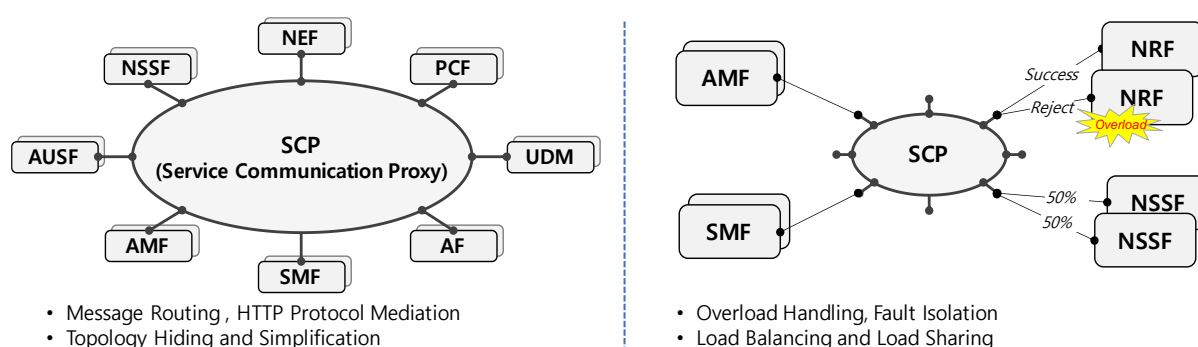 NEF
NSSF
PCF
AUSF
SCP
(Service Communication Proxy)
UDM
AMF
AF
SMF
• Message Routing , HTTP Protocol Mediation
• Topology Hiding and Simplification
AMF
NRF
Success
NRF
Reject
Overload
SCP
SMF
50%
NSSF
50%
NSSF
• Overload Handling, Fault Isolation
• Load Balancing and Load Sharing